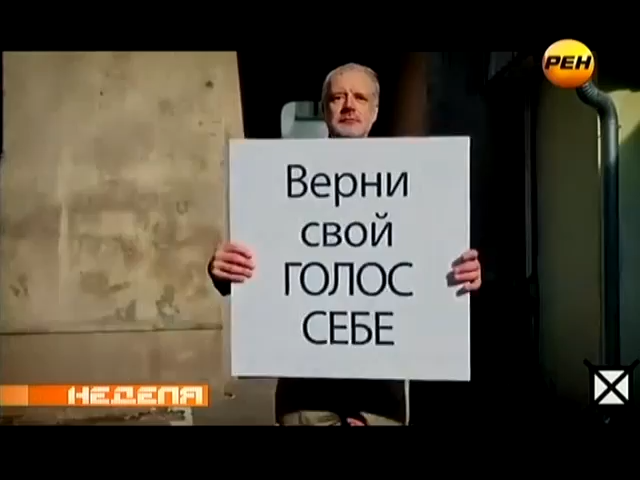 РЕН
Верни
свой
ГОЛОС
СЕБЕ
НЕДЕЛЯ